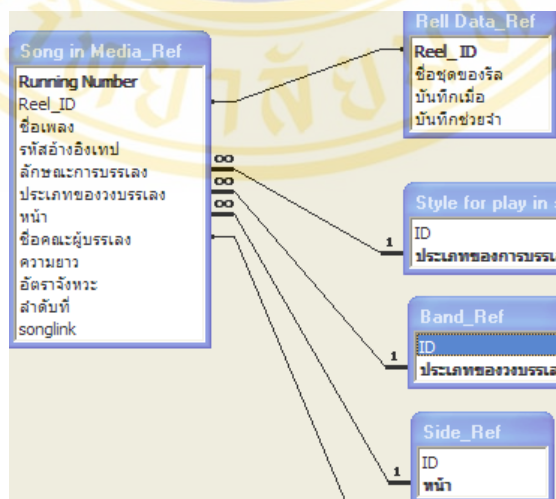 Song in Media_Ref
Running Number
Reel_ID
ชื่อเพลง
รหัสอ้างอิงเทป
ลักษณะการบรรเลง
ประเภทของวงบรรเลง
หน้า
ชื่อคณะผู้บรรเลง
ความยาว
อัตราจังหวะ
ลำดับที่
songlink
∞
∞
∞
Rell Data_Ref
Reel_ID
ชื่อชุดของรีล
บันทึกเมื่อ
บันทึกช่วยจำ
1
Style for play in
ID
ประเภทของการบรรเ
1
Band_Ref
ID
ประเภทของวงบรรเล
1
Side_Ref
ID
หน้า